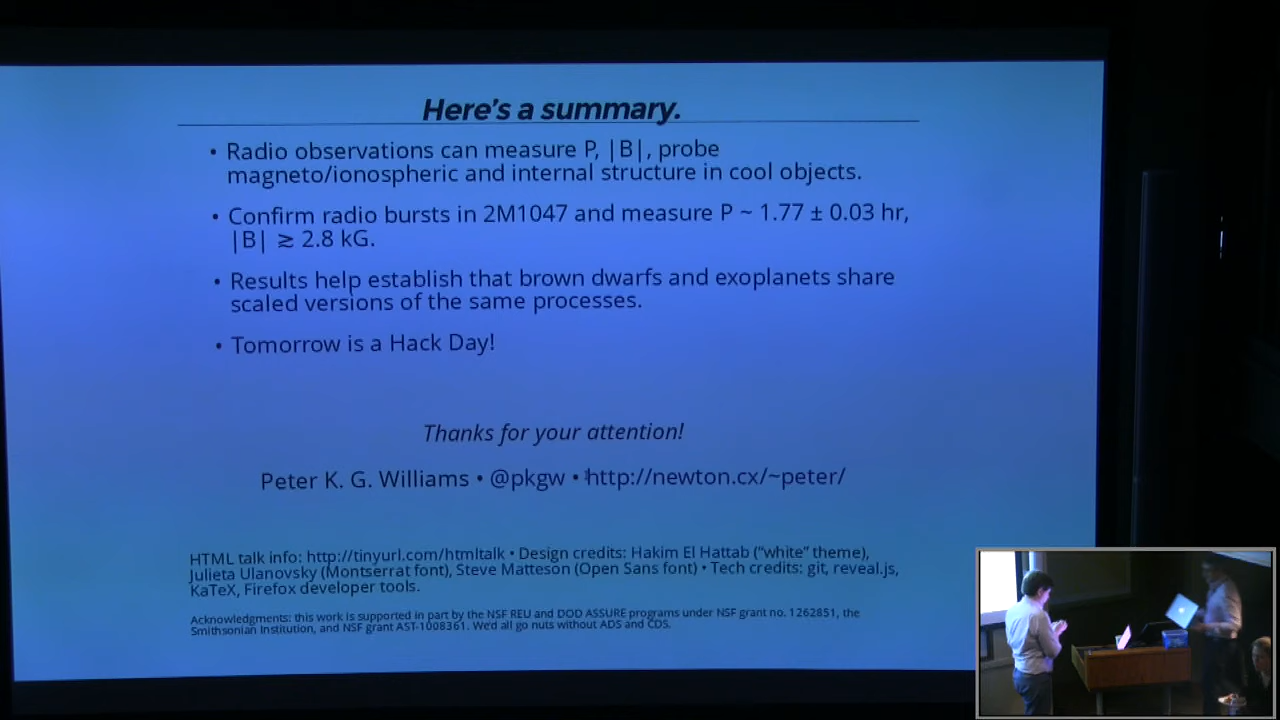 Here's a summary.
• Radio observations can measure P, |B|, probe
magneto/ionospheric and internal structure in cool objects.
• Confirm radio bursts in 2M1047 and measure P ~ 1.77 ± 0.03 hr,
|B| ≳ 2.8 kG.
• Results help establish that brown dwarfs and exoplanets share
scaled versions of the same processes.
• Tomorrow is a Hack Day!
Thanks for your attention!
Peter K. G. Williams • @pkgw • http://newton.cx/~peter/
HTML talk info: http://tinyurl.com/htmltalk • Design credits: Hakim El Hattab (“white” theme),
Julieta Ulanovsky (Montserrat font), Steve Matteson (Open Sans font) • Tech credits: git, reveal.js,
KaTeX, Firefox developer tools.
Acknowledgments: this work is supported in part by the NSF REU and DOD ASSURE programs under NSF grant no. 1262851, the
Smithsonian Institution, and NSF grant AST-1008361. We'd all go nuts without ADS and CDS.